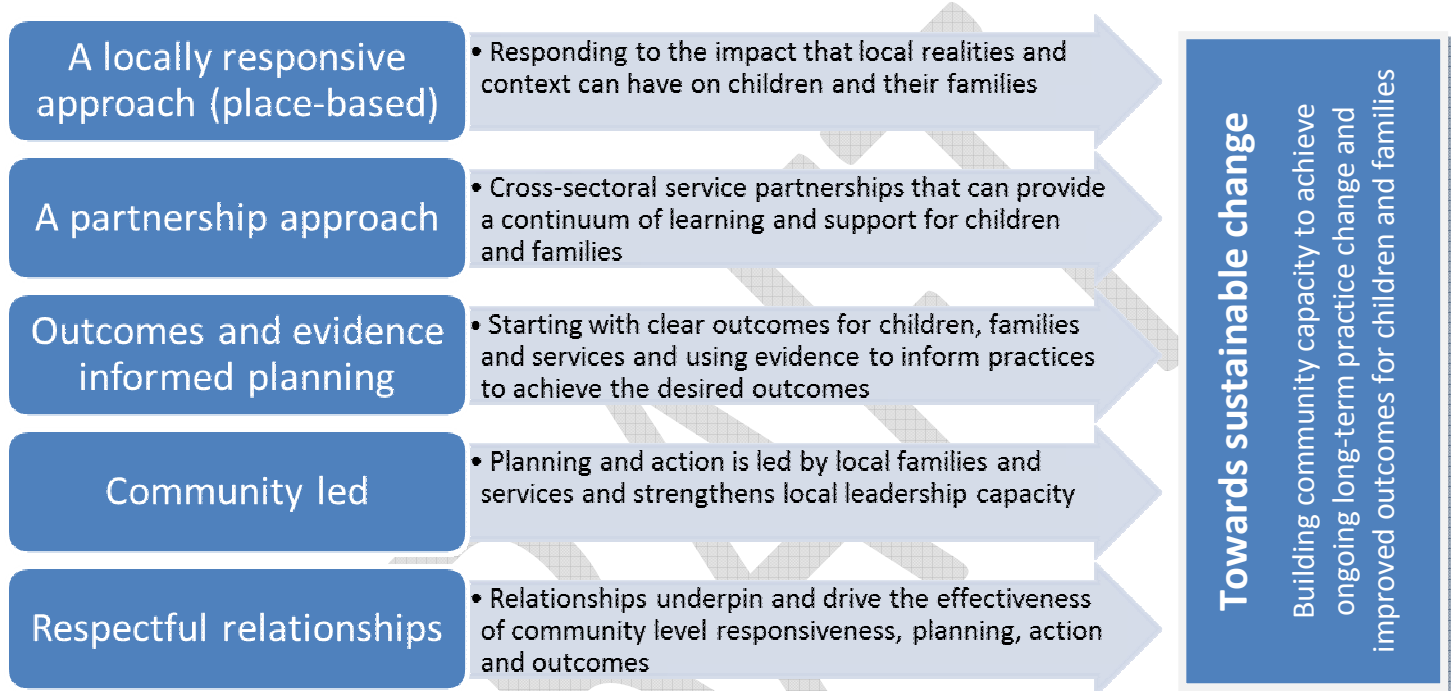 A locally responsive
approach (place-based)
• Responding to the impact that local realities and
context can have on children and their families
A partnership approach
• Cross-sectoral service partnerships that can provide
a continuum of learning and support for children
and families
Outcomes and evidence
informed planning
• Starting with clear outcomes for children, families
and services and using evidence to inform practices
to achieve the desired outcomes
Community led
• Planning and action is led by local families and
services and strengthens local leadership capacity
Respectful relationships
• Relationships underpin and drive the effectiveness
of community level responsiveness, planning, action
and outcomes
Towards sustainable change
Building community capacity to achieve
ongoing long-term practice change and
improved outcomes for children and families